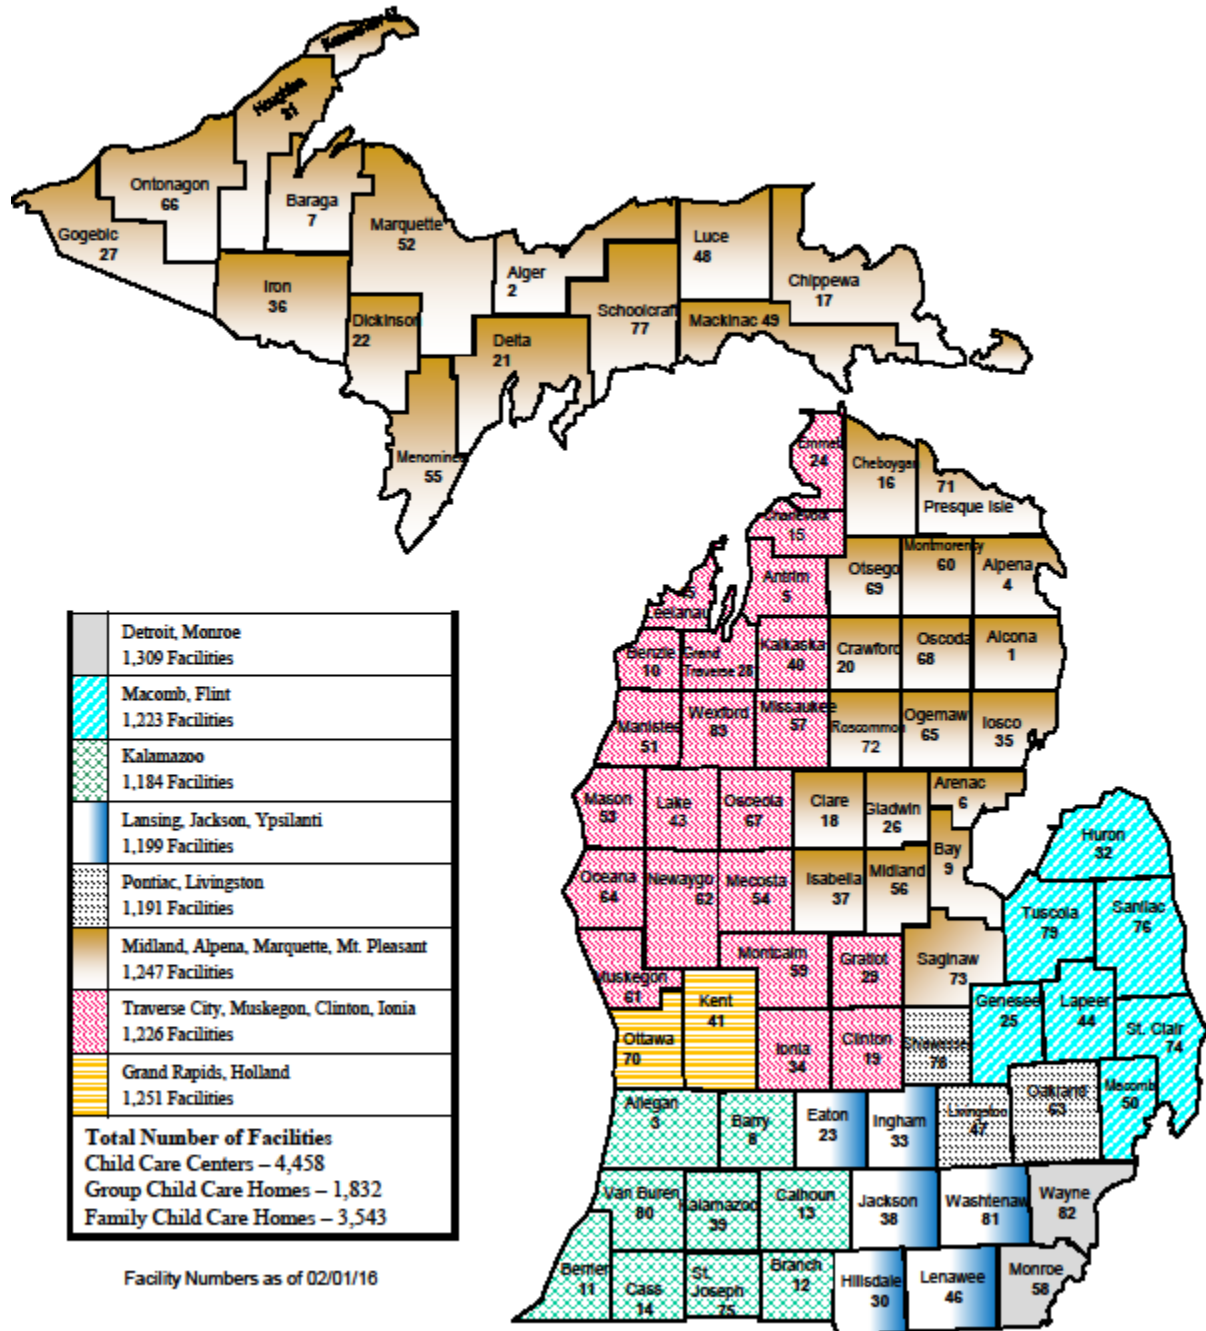 Houghton
31
Ontonagon
66
Baraga
7
Gogebic
27
Marquette
52
Iron
36
Dickinson
22
Alger
2
Luce
48
Chippewa
17
Schoolcraft
77
Mackinac 49
Delta
21
Menominee
55
Emmet
24
Cheboygan
16
71
Presque Isle
Charlevoix
15
Antrim
5
Otsego
69
Montmorency
60
Alpena
4
Leelanau
Benzie
10
Grand
Traverse 28
Kalkaska
40
Crawford
20
Oscoda
68
Alcona
1
Manistee
51
Wexford
83
Missaukee
57
Roscommon
72
Ogemaw
65
Iosco
35
Mason
53
Lake
43
Osceola
67
Clare
18
Gladwin
26
Arenac
6
Huron
32
Oceana
64
Newaygo
62
Mecosta
54
Isabella
37
Midland
56
Bay
9
Tuscola
79
Sanilac
76
Muskegon
61
Montcalm
59
Gratiot
29
Saginaw
73
Kent
41
Genesee
25
Lapeer
44
St. Clair
74
Ottawa
70
Ionia
34
Clinton
19
Shiawassee
78
Allegan
3
Barry
8
Eaton
23
Ingham
33
Livingston
47
Oakland
63
Macomb
50
Van Buren
80
Kalamazoo
39
Calhoun
13
Jackson
38
Washtenaw
81
Wayne
82
Berrien
11
Cass
14
St.
Joseph
75
Branch
12
Hillsdale
30
Lenawee
46
Monroe
58
Detroit, Monroe
1,309 Facilities
Macomb, Flint
1,223 Facilities
Kalamazoo
1,184 Facilities
Lansing, Jackson, Ypsilanti
1,199 Facilities
Pontiac, Livingston
1,191 Facilities
Midland, Alpena, Marquette, Mt. Pleasant
1,247 Facilities
Traverse City, Muskegon, Clinton, Ionia
1,226 Facilities
Grand Rapids, Holland
1,251 Facilities
Total Number of Facilities
Child Care Centers – 4,458
Group Child Care Homes – 1,832
Family Child Care Homes – 3,543
Facility Numbers as of 02/01/16